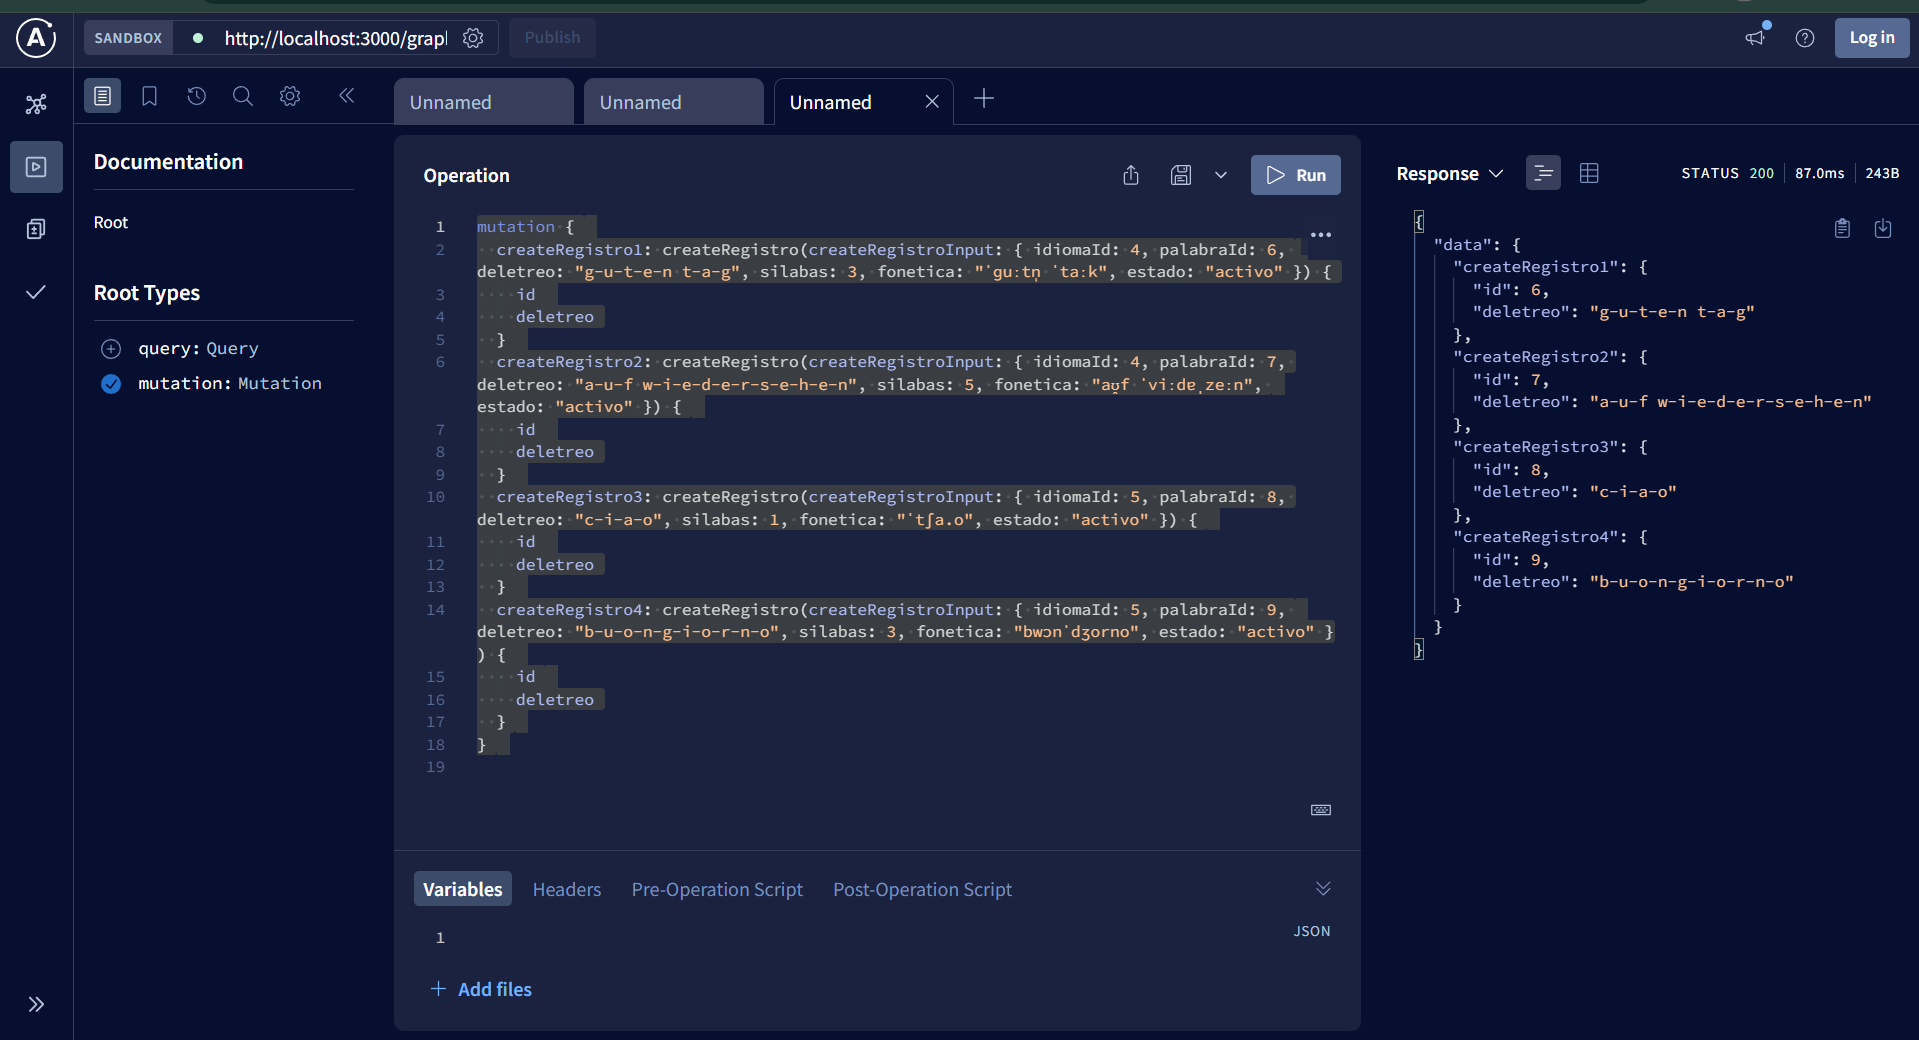 SANDBOX
http://localhost:3000/grap
Publish
Log in
Unnamed
Unnamed
Unnamed
Documentation
Root
Root Types
query: Query
mutation: Mutation
Operation
Run
1 mutation {
2 createRegistro1: createRegistro(createRegistroInput: { idiomaId: 4, palabraId: 6,
deletreo: "g-u-t-e-n t-a-g", silabas: 3, fonetica: "ˈɡuːtn̩ ˈtaːk", estado: "activo" }) {
3 id
4 deletreo
5 }
6 createRegistro2: createRegistro(createRegistroInput: { idiomaId: 4, palabraId: 7,
deletreo: "a-u-f w-i-e-d-e-r-s-e-h-e-n", silabas: 5, fonetica: "aʊ̯f ˈviːdɐˌzeːn",
estado: "activo" }) {
7 id
8 deletreo
9 }
10 createRegistro3: createRegistro(createRegistroInput: { idiomaId: 5, palabraId: 8,
deletreo: "c-i-a-o", silabas: 1, fonetica: "ˈtʃa.o", estado: "activo" }) {
11 id
12 deletreo
13 }
14 createRegistro4: createRegistro(createRegistroInput: { idiomaId: 5, palabraId: 9,
deletreo: "b-u-o-n-g-i-o-r-n-o", silabas: 3, fonetica: "bwɔnˈdʒorno", estado: "activo" }
) {
15 id
16 deletreo
17 }
18 }
19
Variables Headers Pre-Operation Script Post-Operation Script
1
JSON
+ Add files
Response
STATUS 200 87.0ms 243B
{
"data": {
"createRegistro1": {
"id": 6,
"deletreo": "g-u-t-e-n t-a-g"
},
"createRegistro2": {
"id": 7,
"deletreo": "a-u-f w-i-e-d-e-r-s-e-h-e-n"
},
"createRegistro3": {
"id": 8,
"deletreo": "c-i-a-o"
},
"createRegistro4": {
"id": 9,
"deletreo": "b-u-o-n-g-i-o-r-n-o"
}
}
}